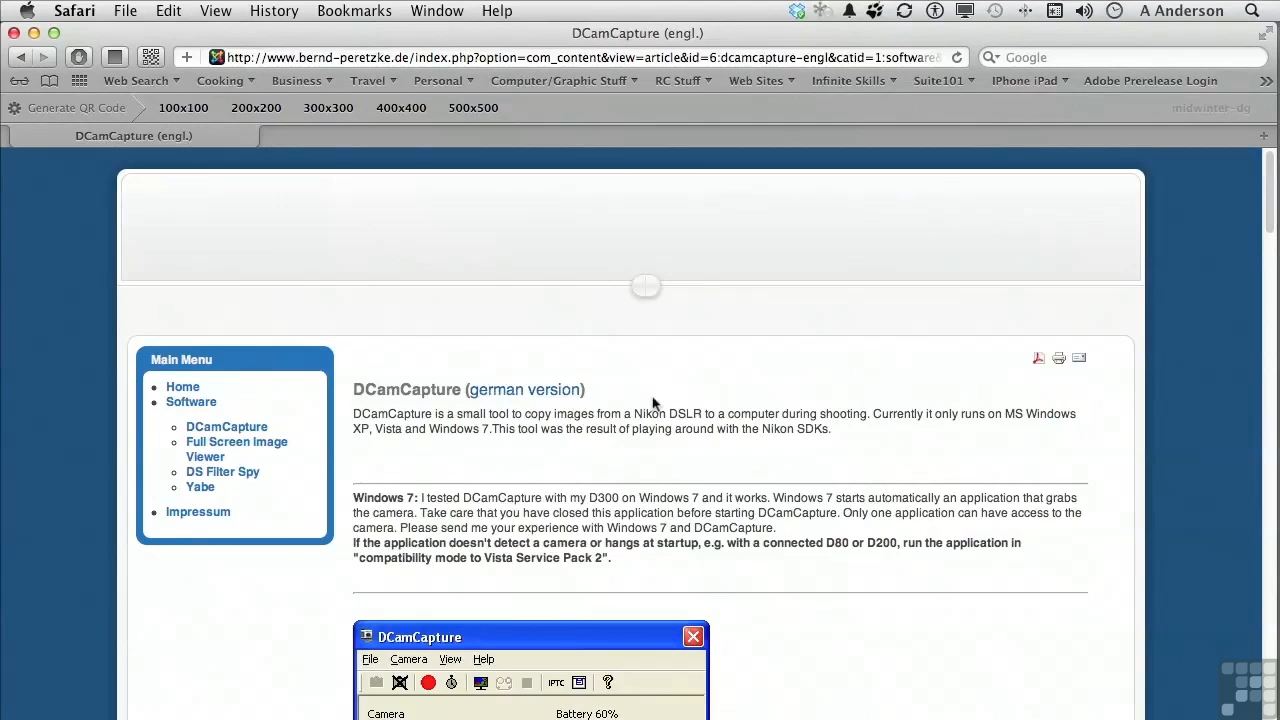 Safari File Edit View History Bookmarks Window Help A Anderson
DCamCapture (engl.)
http://www.bernd-peretzke.de/index.php?option=com_content&view=article&id=6:dcamcapture-engl&catid=1:software& Google
Web Search Cooking Business Travel Personal Computer/Graphic Stuff RC Stuff Web Sites Infinite Skills Suite101 IPhone iPad Adobe Prerelease Login
Generate QR Code 100x100 200x200 300x300 400x400 500x500 midwinter-dg
DCamCapture (engl.)
Main Menu
Home
Software
DCamCapture
Full Screen Image
Viewer
DS Filter Spy
Yabe
Impressum
DCamCapture (german version)
DCamCapture is a small tool to copy images from a Nikon DSLR to a computer during shooting. Currently it only runs on MS Windows
XP, Vista and Windows 7.This tool was the result of playing around with the Nikon SDKs.
Windows 7: I tested DCamCapture with my D300 on Windows 7 and it works. Windows 7 starts automatically an application that grabs
the camera. Take care that you have closed this application before starting DCamCapture. Only one application can have access to the
camera. Please send me your experience with Windows 7 and DCamCapture.
If the application doesn't detect a camera or hangs at startup, e.g. with a connected D80 or D200, run the application in
"compatibility mode to Vista Service Pack 2".
DCamCapture
File Camera View Help
IPTC
Camera Battery 60%